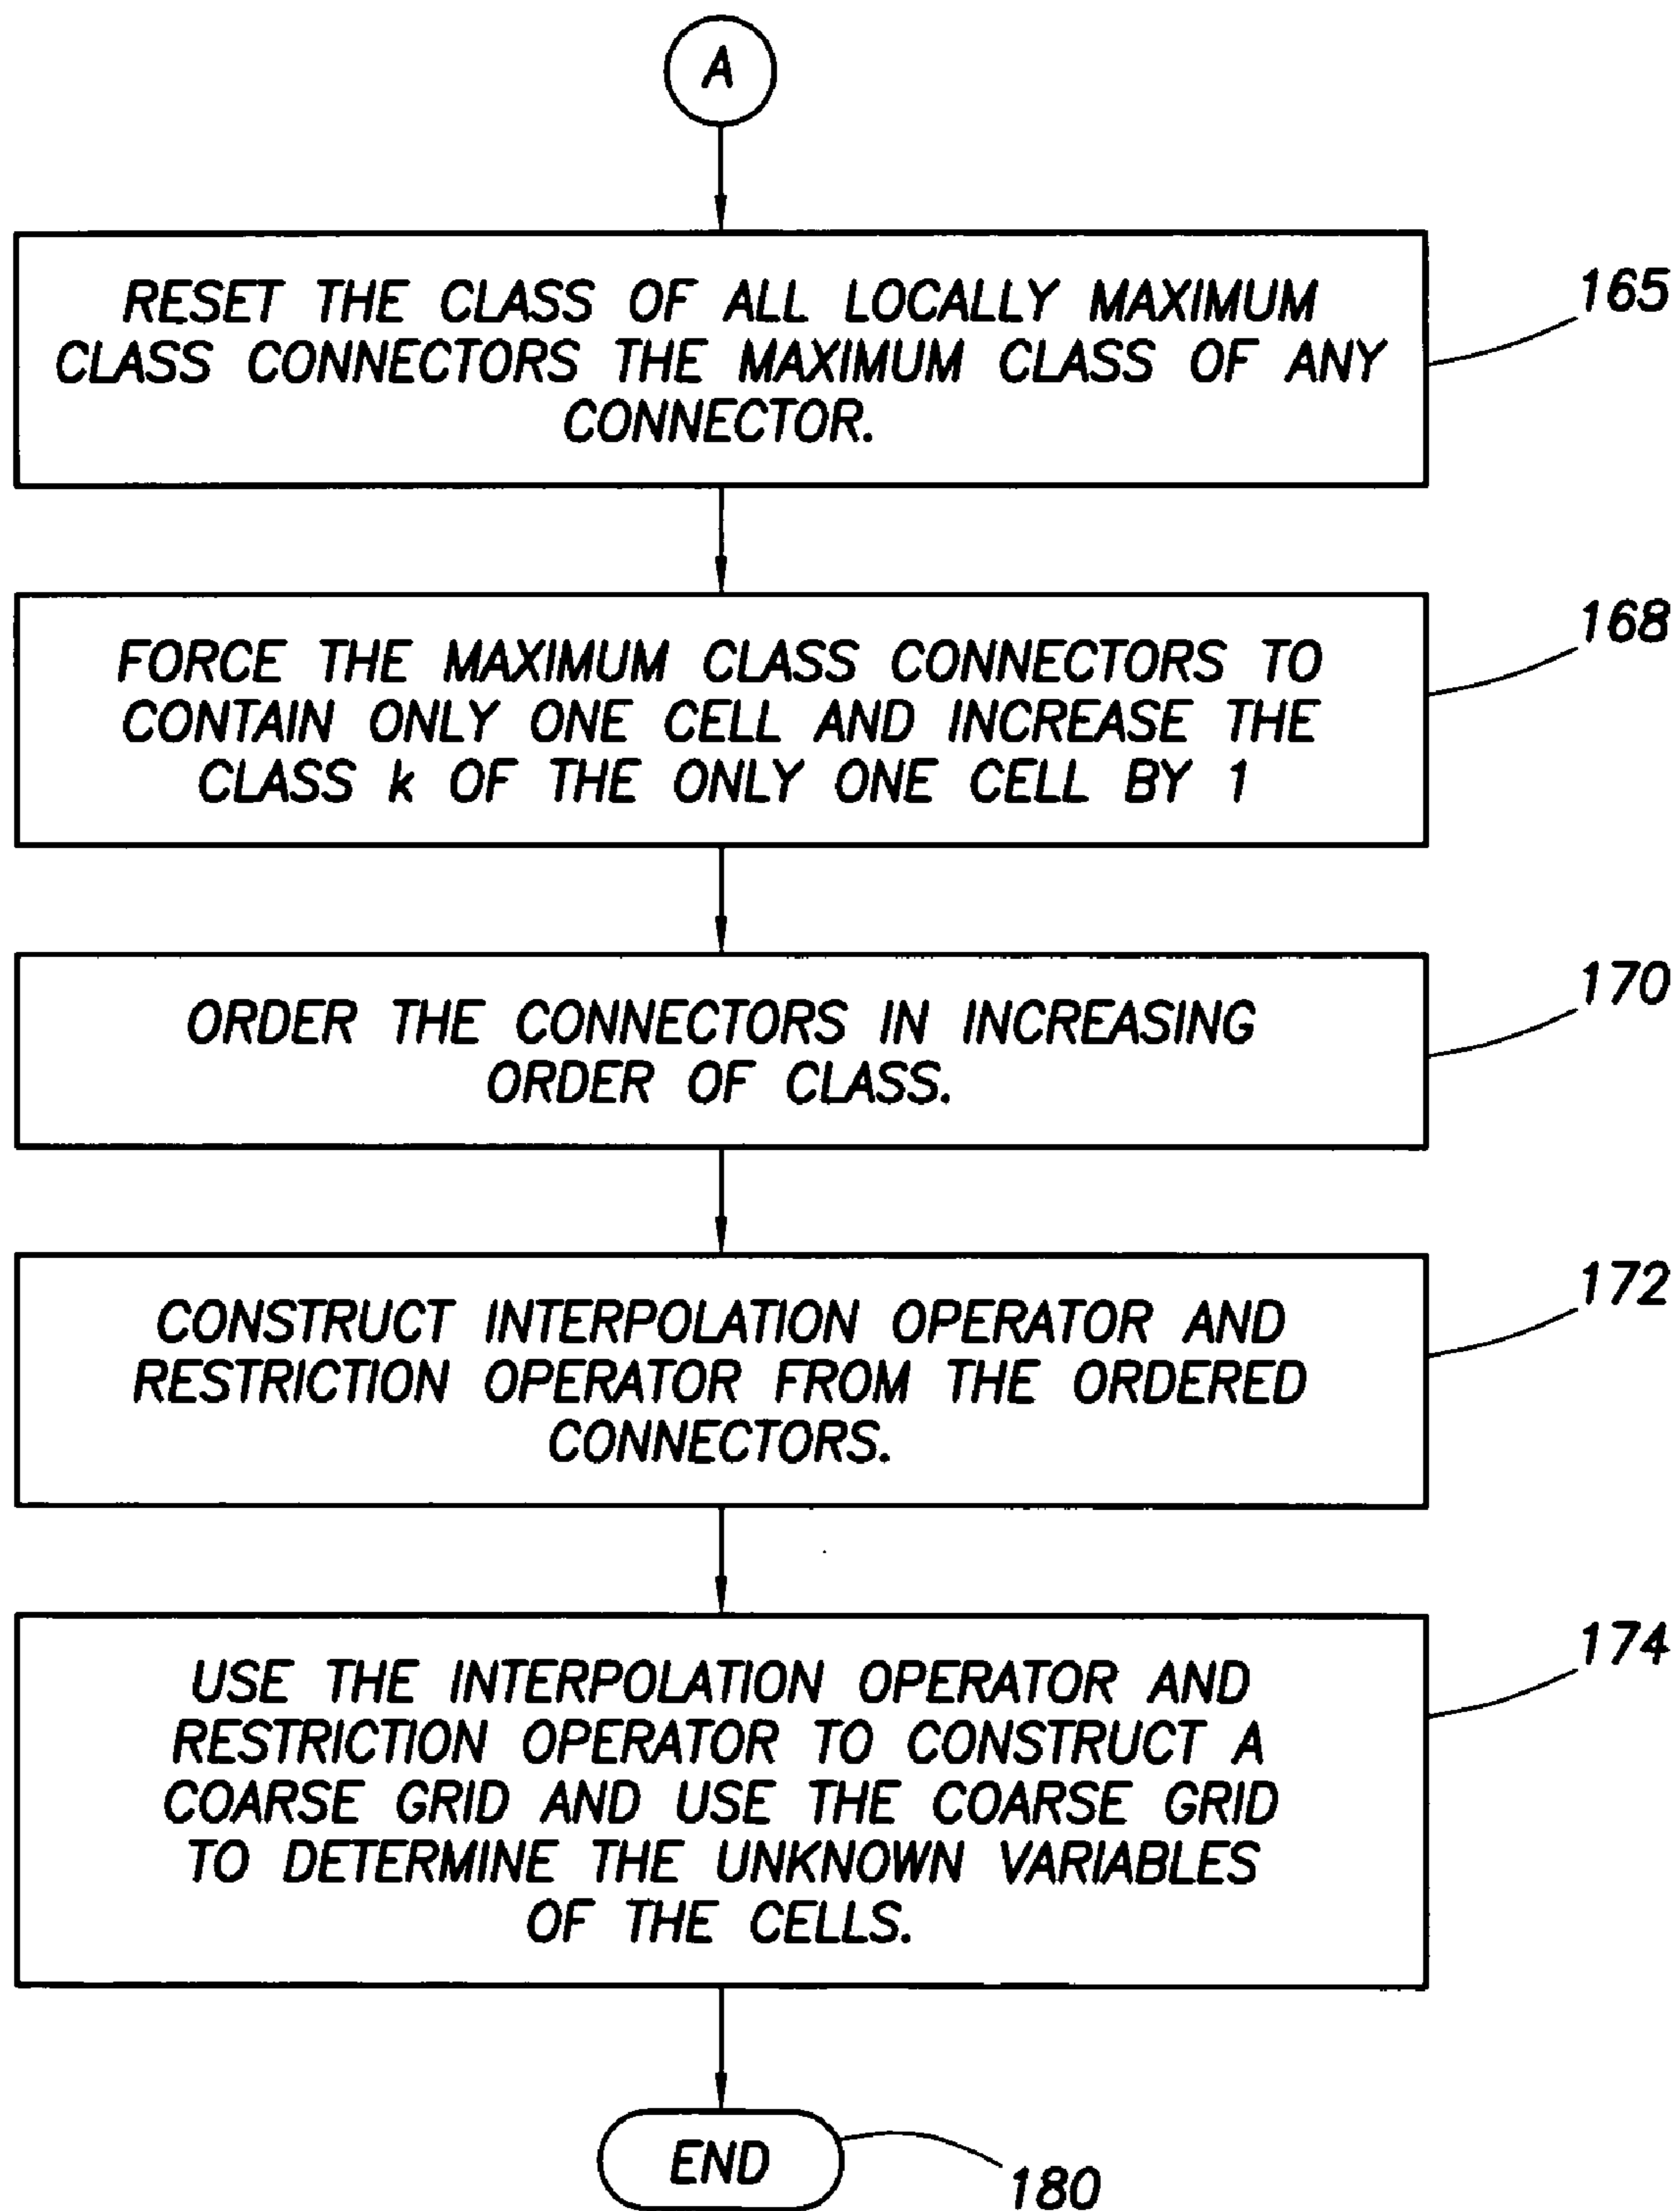 A
RESET THE CLASS OF ALL LOCALLY MAXIMUM
CLASS CONNECTORS THE MAXIMUM CLASS OF ANY
CONNECTOR.
165
FORCE THE MAXIMUM CLASS CONNECTORS TO
CONTAIN ONLY ONE CELL AND INCREASE THE
CLASS k OF THE ONLY ONE CELL BY 1
168
ORDER THE CONNECTORS IN INCREASING
ORDER OF CLASS.
170
CONSTRUCT INTERPOLATION OPERATOR AND
RESTRICTION OPERATOR FROM THE ORDERED
CONNECTORS.
172
USE THE INTERPOLATION OPERATOR AND
RESTRICTION OPERATOR TO CONSTRUCT A
COARSE GRID AND USE THE COARSE GRID
TO DETERMINE THE UNKNOWN VARIABLES
OF THE CELLS.
174
END
180